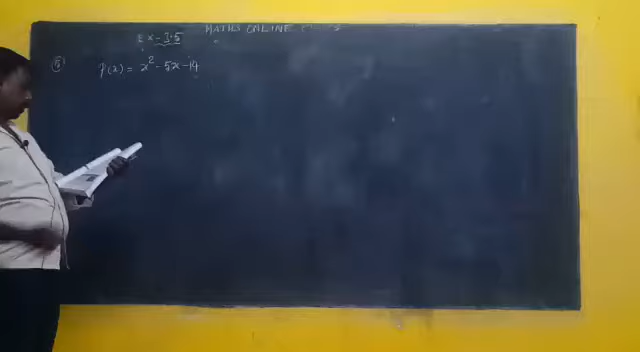 MATHS ONLINE
Ex - 3.5
5) P(x) = x² - 5x - 14